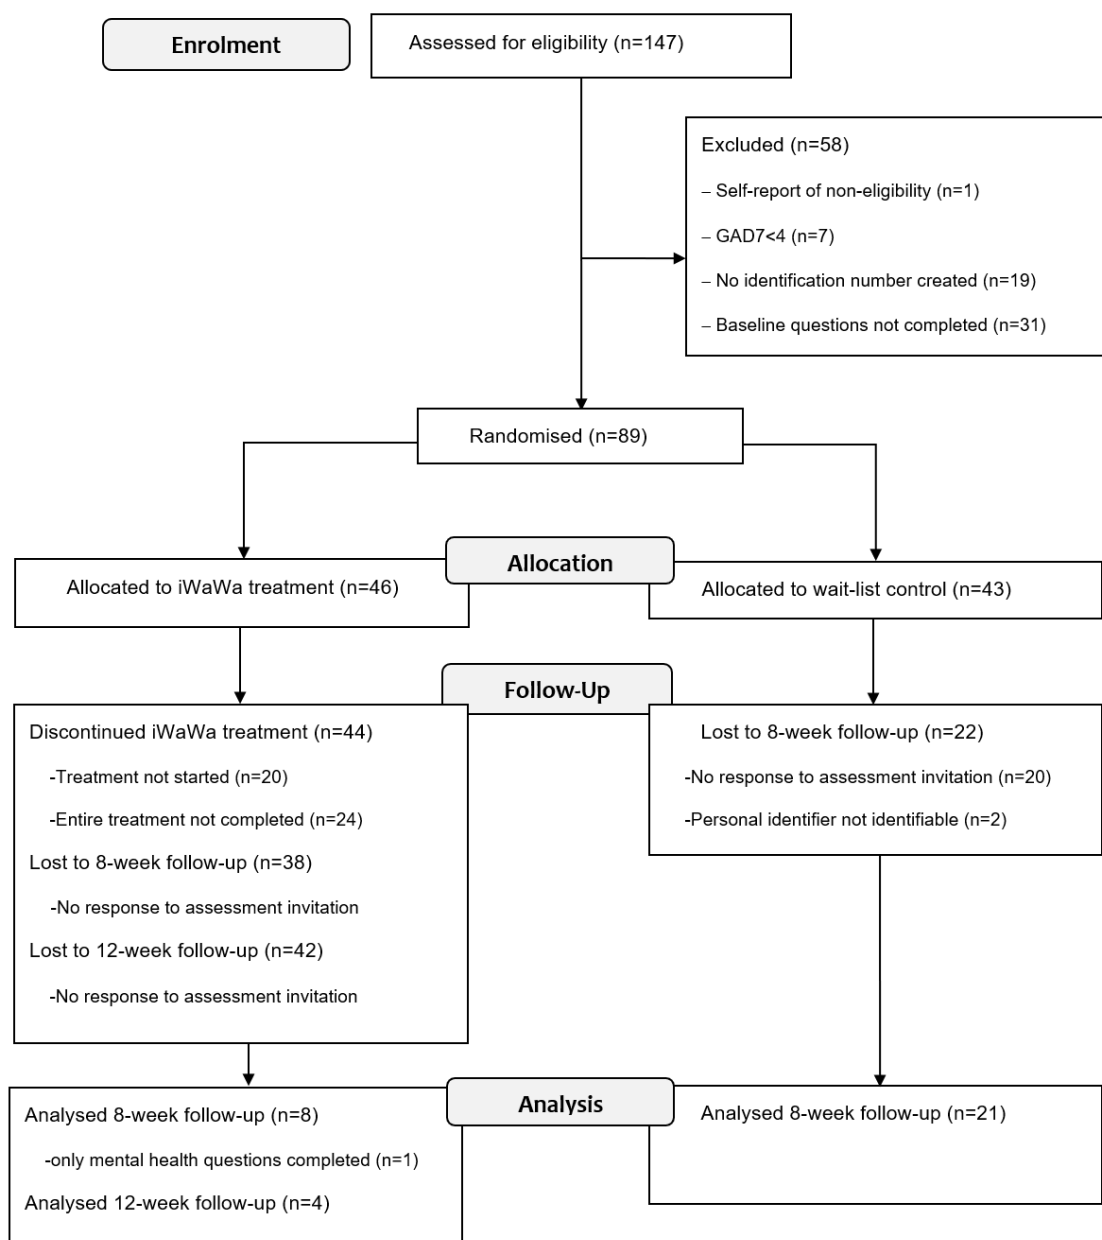 Enrolment
Assessed for eligibility (n=147)
Excluded (n=58)
– Self-report of non-eligibility (n=1)
– GAD7<4 (n=7)
– No identification number created (n=19)
– Baseline questions not completed (n=31)
Randomised (n=89)
Allocation
Allocated to iWaWa treatment (n=46)
Allocated to wait-list control (n=43)
Follow-Up
Discontinued iWaWa treatment (n=44)
-Treatment not started (n=20)
-Entire treatment not completed (n=24)
Lost to 8-week follow-up (n=38)
-No response to assessment invitation
Lost to 12-week follow-up (n=42)
-No response to assessment invitation
Lost to 8-week follow-up (n=22)
-No response to assessment invitation (n=20)
-Personal identifier not identifiable (n=2)
Analysis
Analysed 8-week follow-up (n=8)
-only mental health questions completed (n=1)
Analysed 12-week follow-up (n=4)
Analysed 8-week follow-up (n=21)